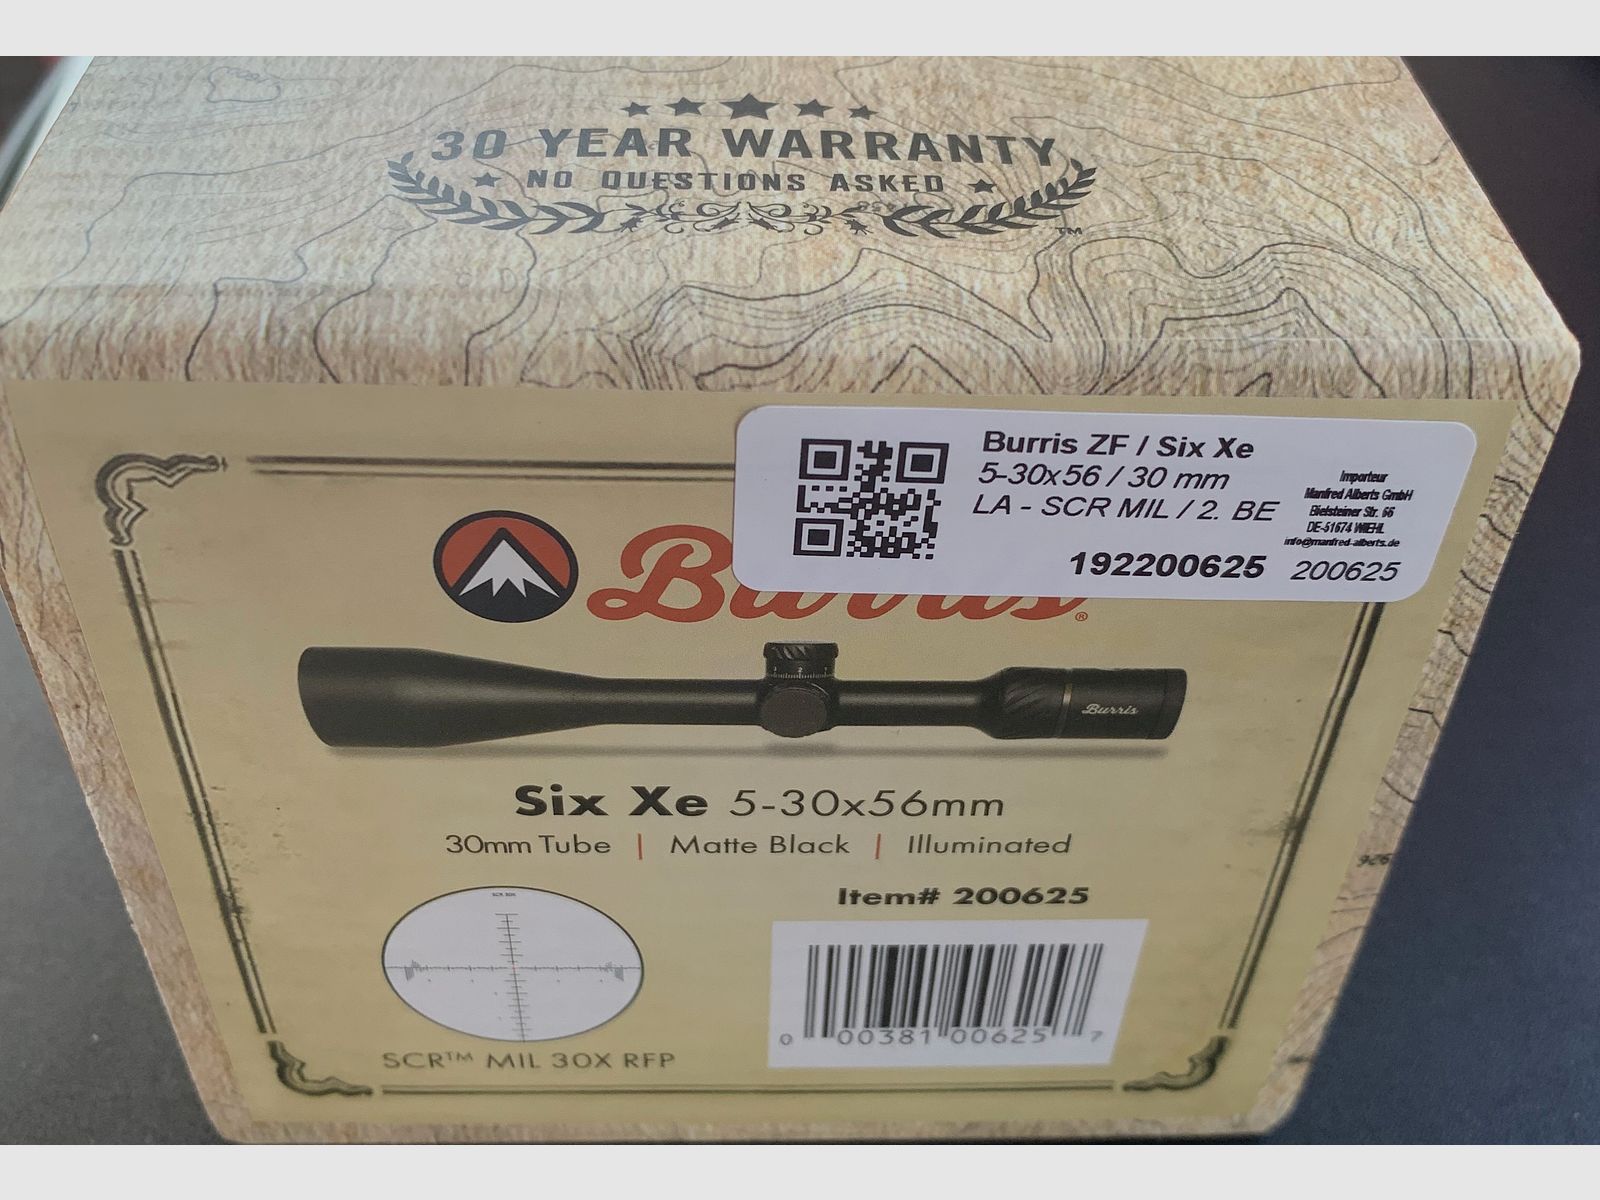 30 YEAR WARRANTY
NO QUESTIONS ASKED
TM
Burris ZF / Six Xe
5-30x56 / 30 mm
LA - SCR MIL / 2. BE
192200625
Importeur
Manfred Alberts GmbH
Bielsteiner Str. 66
DE-51674 WIEHL
info@manfred-alberts.de
200625
Burris®
Burris
Six Xe 5-30x56mm
30mm Tube | Matte Black | Illuminated
Item# 200625
0 00381 00625 7
SCR™ MIL 30X RFP
926